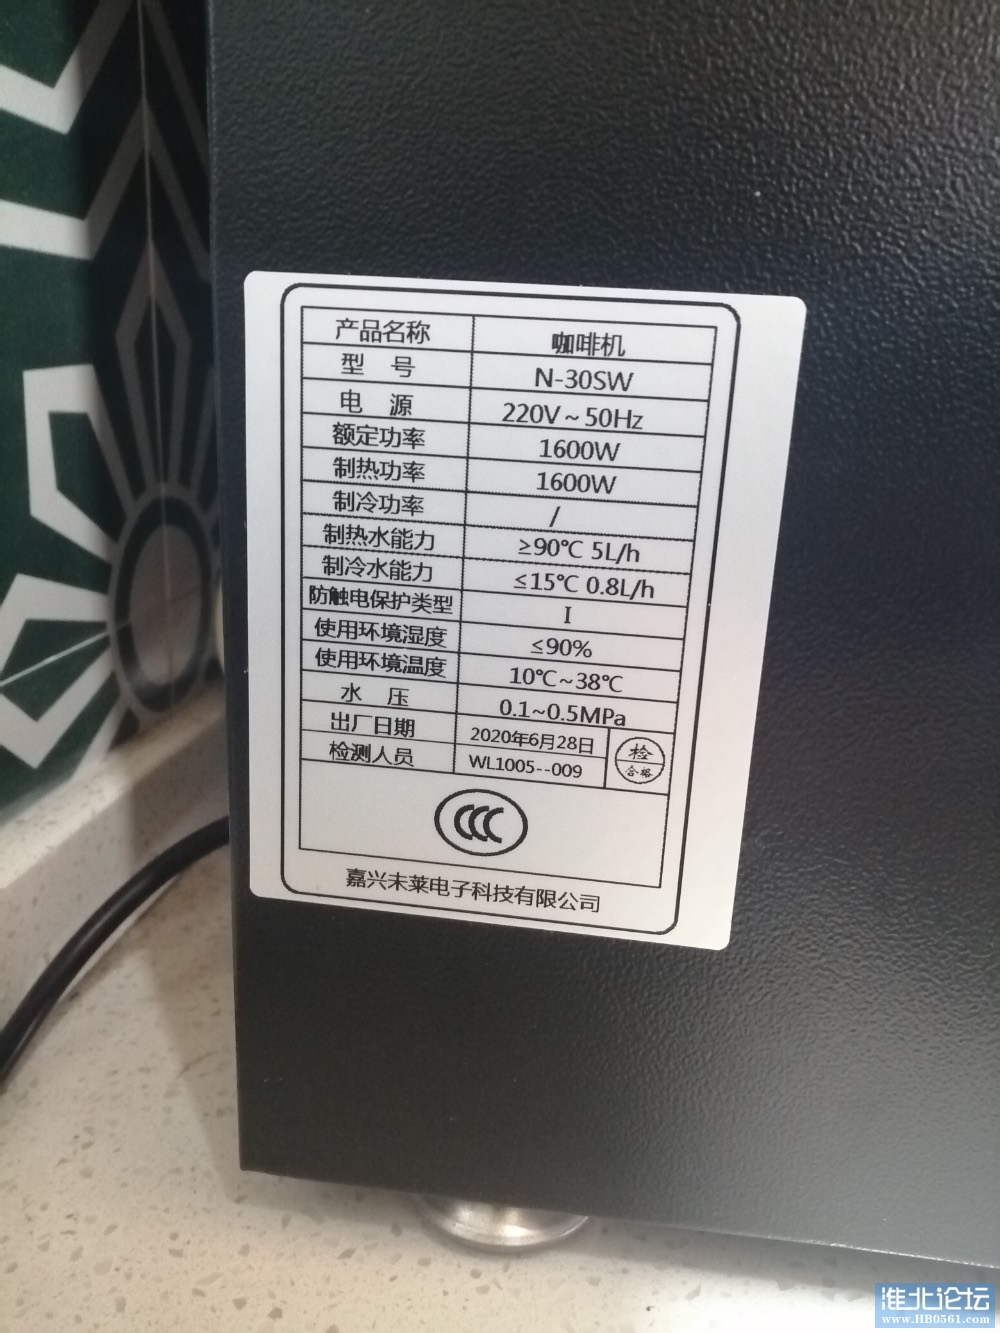 产品名称 咖啡机
型 号 N-30SW
电 源 220V~50Hz
额定功率 1600W
制热功率 1600W
制冷功率 /
制热水能力 ≥90℃ 5L/h
制冷水能力 ≤15℃ 0.8L/h
防触电保护类型 I
使用环境湿度 ≤90%
使用环境温度 10℃~38℃
水 压 0.1~0.5MPa
出厂日期 2020年6月28日
检测人员 WL1005--009
检
合格
CCC
嘉兴未莱电子科技有限公司
淮北论坛
www.HB0561.com